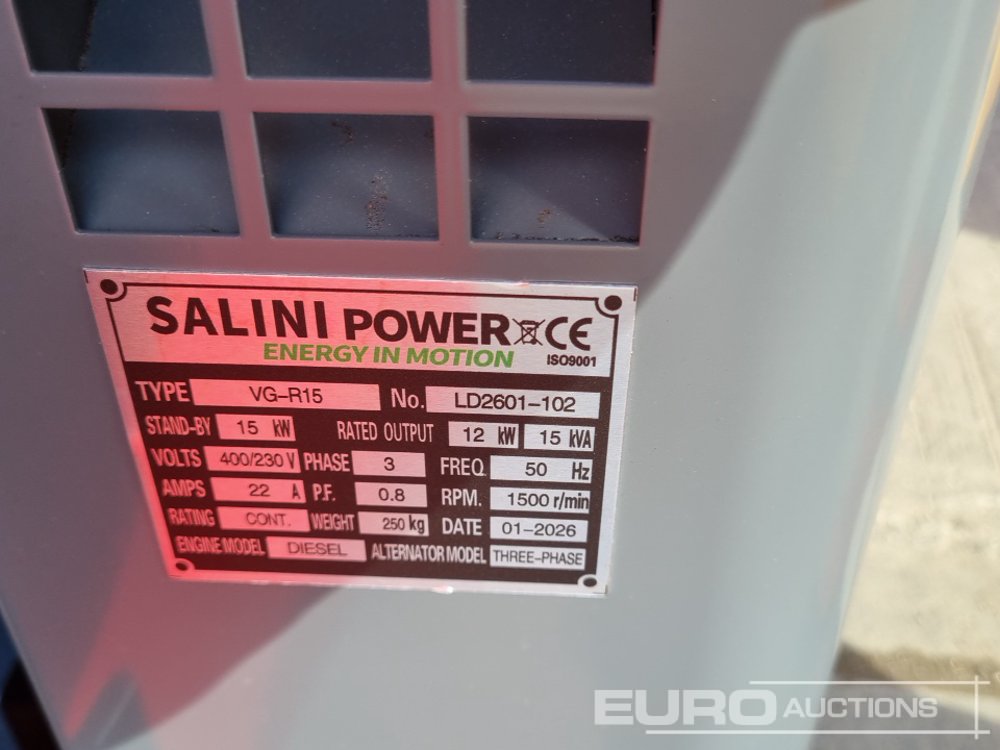 SALINI POWER CE
ENERGY IN MOTION ISO9001
TYPE VG-R15 No. LD2601-102
STAND-BY 15 kW RATED OUTPUT 12 kW 15 kVA
VOLTS 400/230 V PHASE 3 FREQ 50 Hz
AMPS 22 A P.F. 0.8 RPM. 1500 r/min
RATING CONT. WEIGHT 250 kg DATE 01-2026
ENGINE MODEL DIESEL ALTERNATOR MODEL THREE-PHASE
EURO AUCTIONS